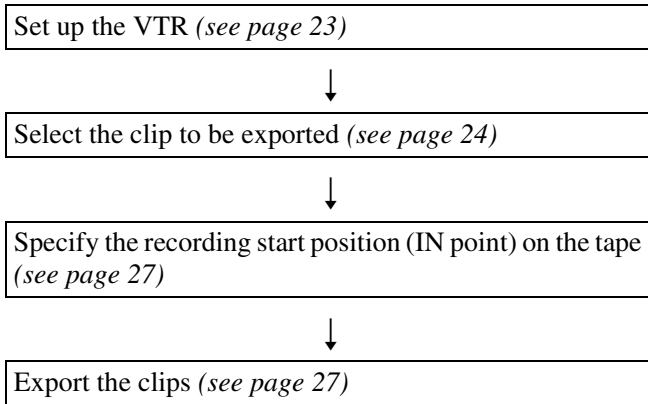 Set up the VTR (see page 23)
Select the clip to be exported (see page 24)
Specify the recording start position (IN point) on the tape
(see page 27)
Export the clips (see page 27)